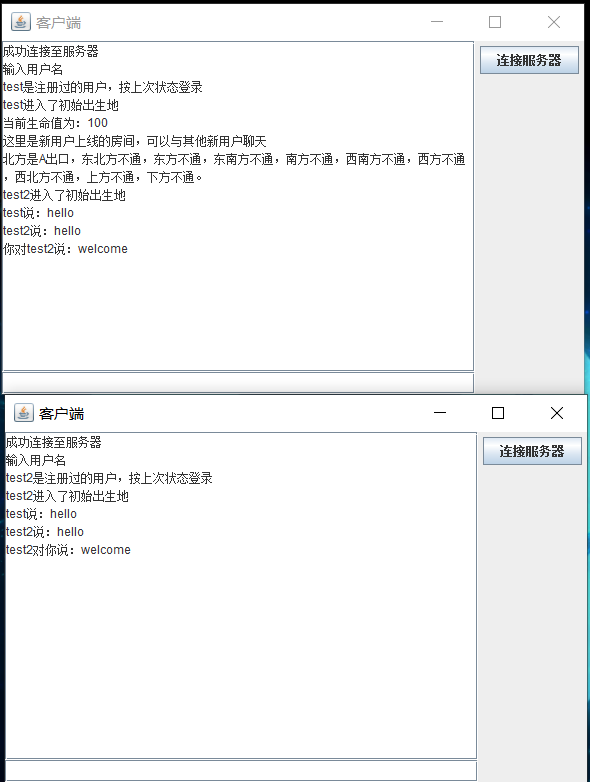 客户端
成功连接至服务器
连接服务器
输入用户名
test是注册过的用户，按上次状态登录
test进入了初始出生地
当前生命值为：100
这里是新用户上线的房间，可以与其他新用户聊天
北方是A出口，东北方不通，东方不通，东南方不通，南方不通，西南方不通，西方不通
，西北方不通，上方不通，下方不通。
test2进入了初始出生地
test说：hello
test2说：hello
你对test2说：welcome
客户端
成功连接至服务器
连接服务器
输入用户名
test2是注册过的用户，按上次状态登录
test2进入了初始出生地
test说：hello
test2说：hello
test2对你说：welcome